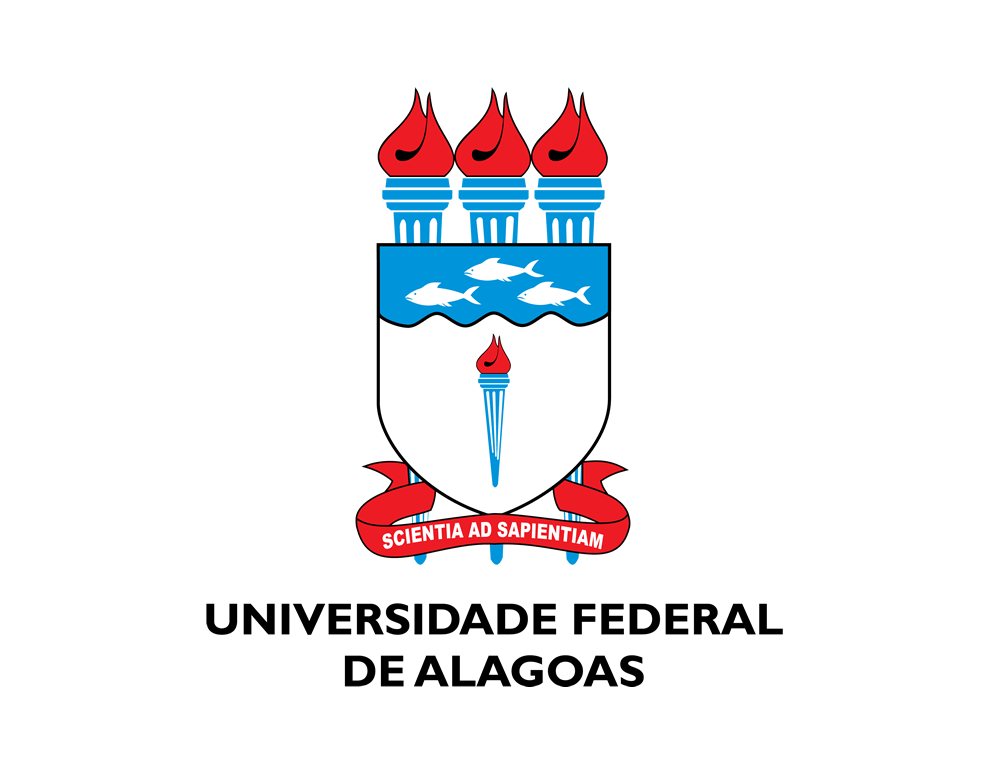 SCIENTIA AD SAPIENTIAM
UNIVERSIDADE FEDERAL
DE ALAGOAS